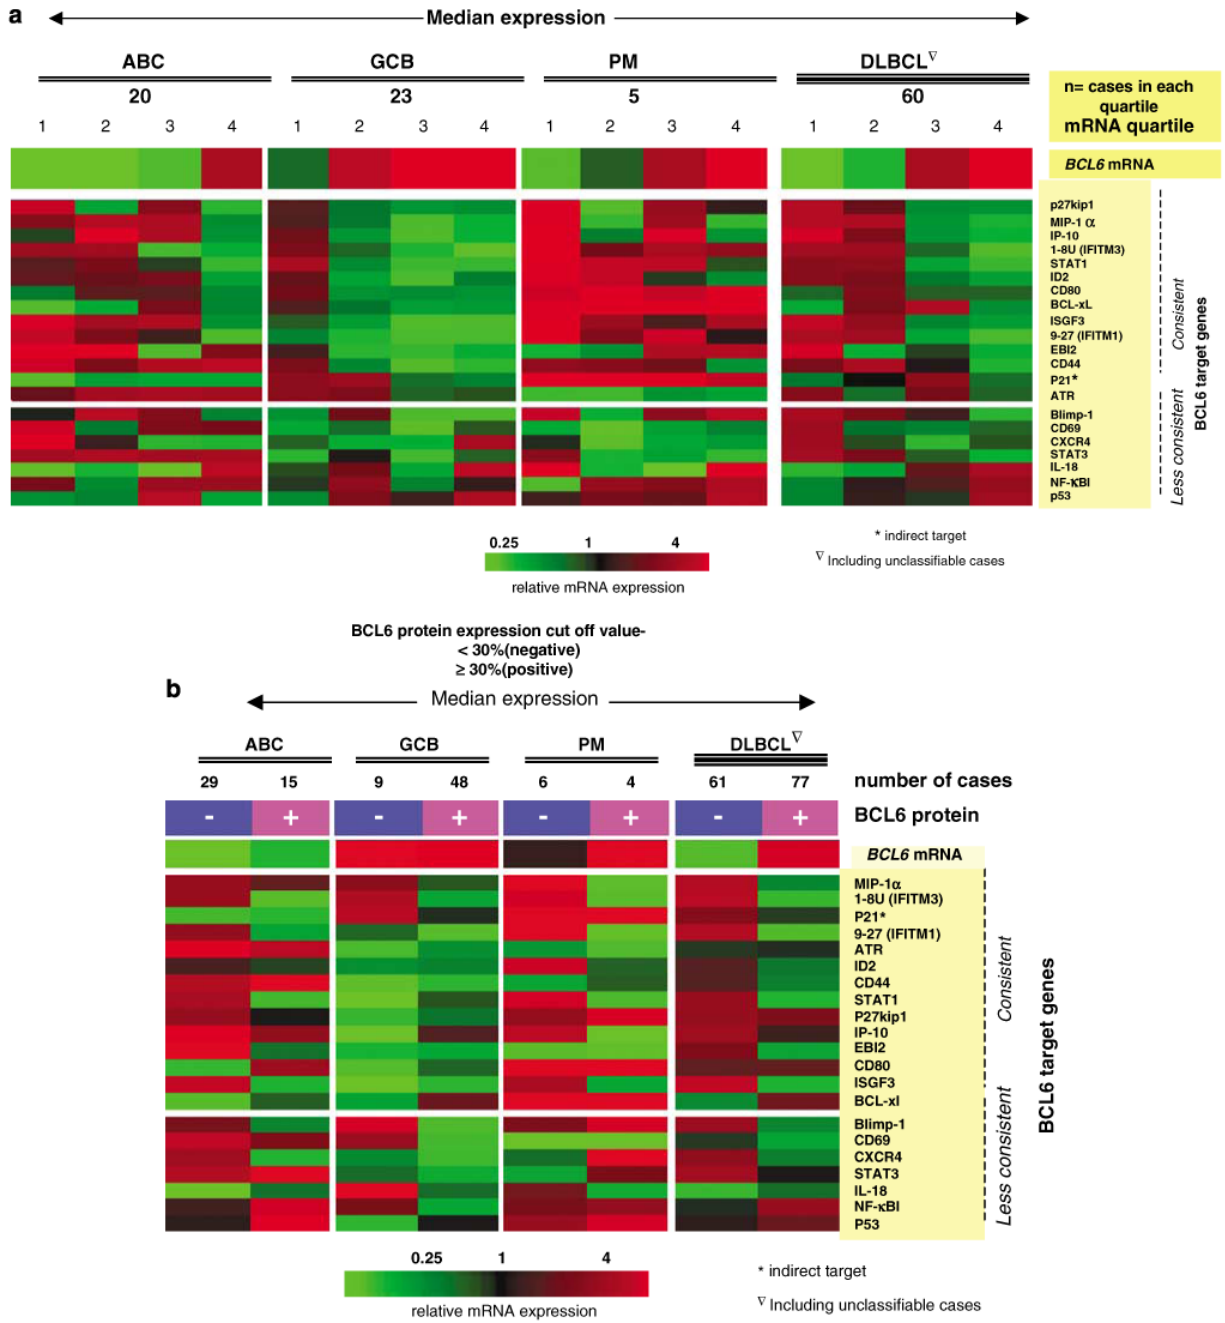 a
Median expression
ABC GCB PM DLBCL∇
20 23 5 60
1 2 3 4 1 2 3 4 1 2 3 4 1 2 3 4
n= cases in each
quartile
mRNA quartile
BCL6 mRNA
p27kip1
MIP-1 α
IP-10
1-8U (IFITM3)
STAT1
ID2
CD80
BCL-xL
ISGF3
9-27 (IFITM1)
EBI2
CD44
P21*
ATR
Blimp-1
CD69
CXCR4
STAT3
IL-18
NF-κBI
p53
Consistent
Less consistent
BCL6 target genes
0.25 1 4
relative mRNA expression
* indirect target
∇ Including unclassifiable cases
BCL6 protein expression cut off value-
< 30%(negative)
≥ 30%(positive)
b
Median expression
ABC GCB PM DLBCL∇
29 15 9 48 6 4 61 77 number of cases
- + - + - + - + BCL6 protein
BCL6 mRNA
MIP-1α
1-8U (IFITM3)
P21*
9-27 (IFITM1)
ATR
ID2
CD44
STAT1
P27kip1
IP-10
EBI2
CD80
ISGF3
BCL-xl
Blimp-1
CD69
CXCR4
STAT3
IL-18
NF-κBI
P53
Consistent
Less consistent
BCL6 target genes
0.25 1 4
relative mRNA expression
* indirect target
∇ Including unclassifiable cases